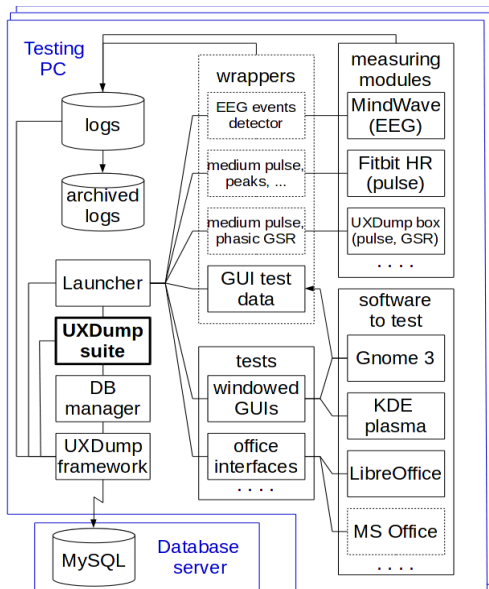 Testing
PC
logs
archived
logs
Launcher
UXDump
suite
DB
manager
UXDump
framework
MySQL
Database
server
wrappers
EEG events
detector
medium pulse,
peaks, ...
medium pulse,
phasic GSR
GUI test
data
tests
windowed
GUIs
office
interfaces
. . . .
measuring
modules
MindWave
(EEG)
Fitbit HR
(pulse)
UXDump box
(pulse, GSR)
. . . .
software
to test
Gnome 3
KDE
plasma
LibreOffice
MS Office
. . . .